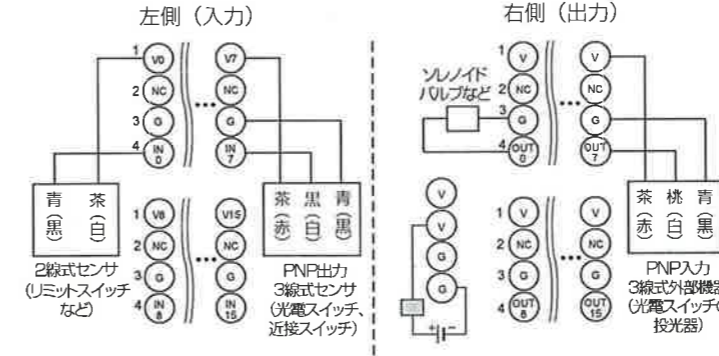 左側（入力）
1 V0
2 NC
3 G
4 IN 0
V7
NC
G
IN 7
青（黒）
茶（白）
2線式センサ
（リミットスイッチ
など）
茶（赤）
黒（白）
青（黒）
PNP出力
3線式センサ
（光電スイッチ、
近接スイッチ）
1 V8
2 NC
3 G
4 IN 8
V15
NC
G
IN 15
右側（出力）
ソレノイド
バルブなど
1 V
2 NC
3 G
4 OUT 0
V
NC
G
OUT 7
茶（赤）
桃（白）
青（黒）
PNP入力
3線式外部機器
（光電スイッチの
投光器）
V
V
G
G
+ -
1 V
2 NC
3 G
4 OUT 8
V
NC
G
OUT 15